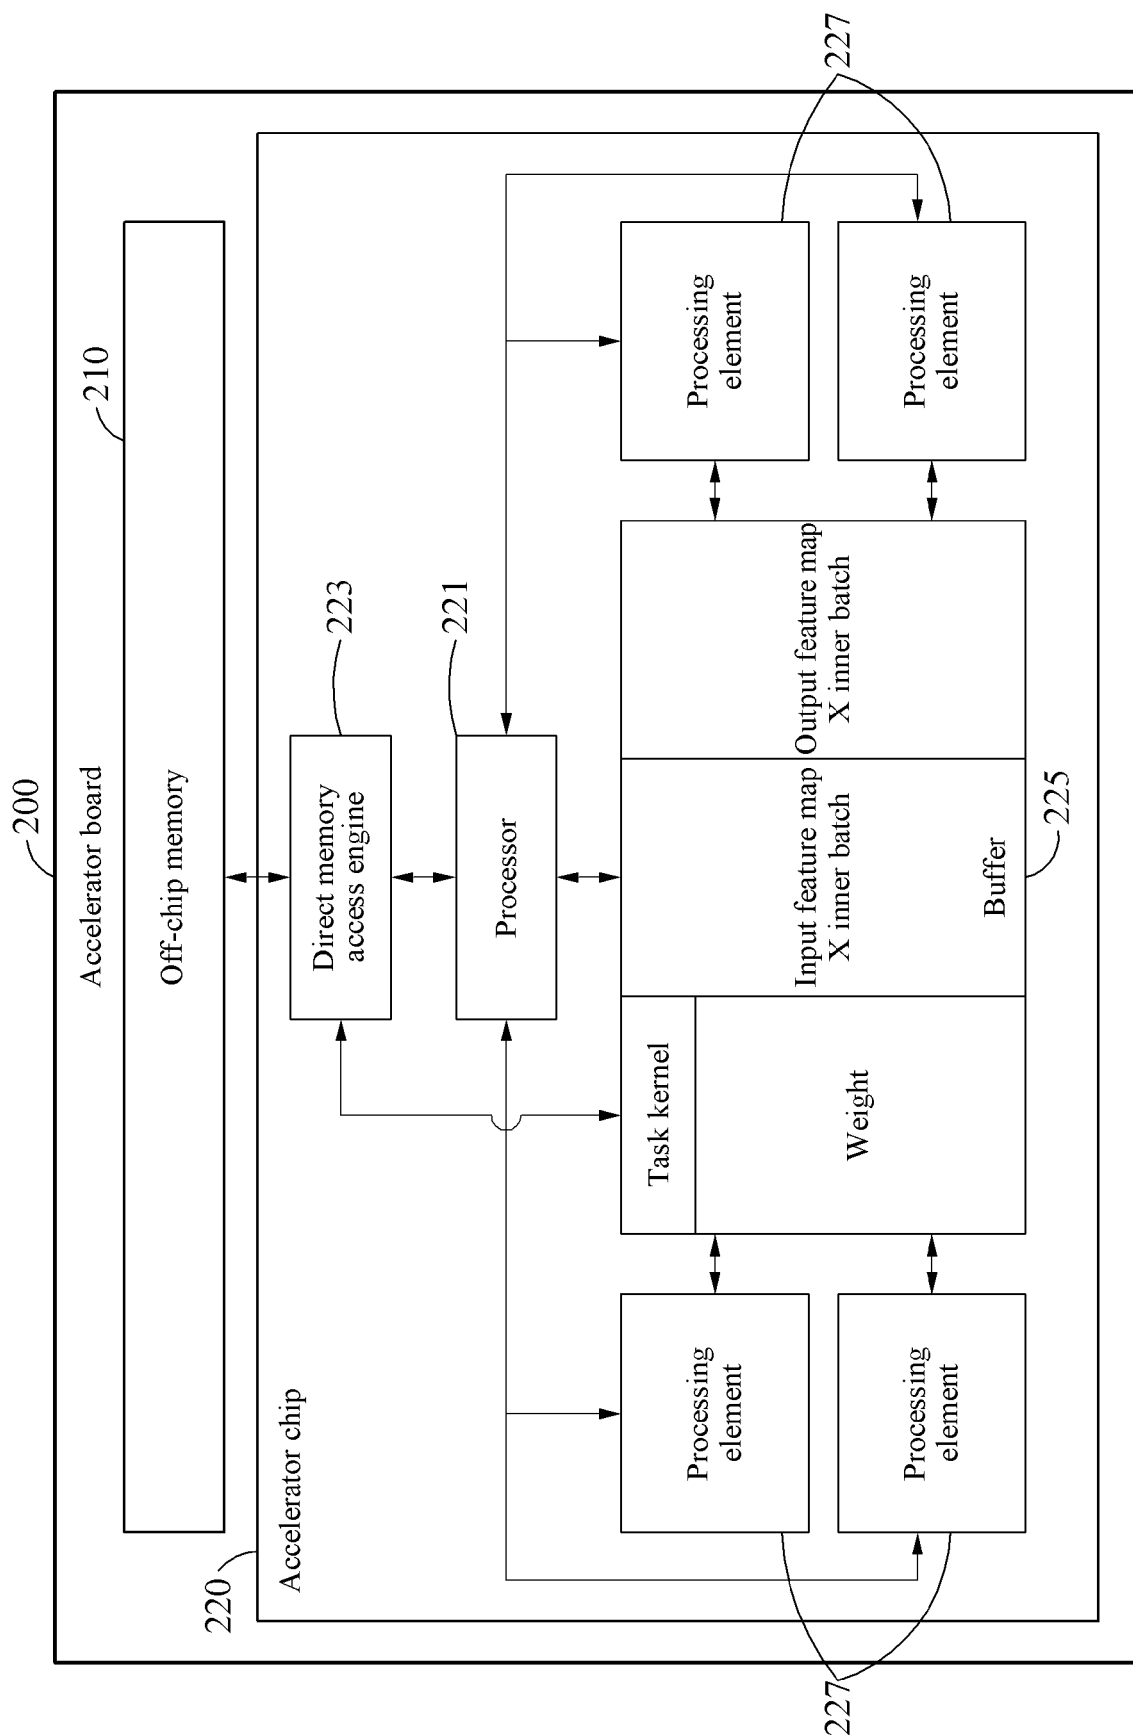 200
Accelerator board
210
Off-chip memory
220
Accelerator chip
223
Direct memory
access engine
221
Processor
Processing
element
Processing
element
227
Task kernel
Weight
Input feature map
X inner batch
Output feature map
X inner batch
Buffer
225
Processing
element
Processing
element
227